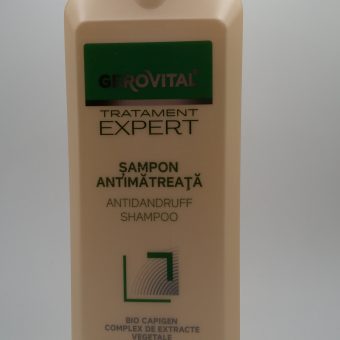 GEROVITAL
TRATAMENT
EXPERT
ȘAMPON
ANTIMĂTREAȚĂ
ANTIDANDRUFF
SHAMPOO
BIO CAPIGEN
COMPLEX DE EXTRACTE
VEGETALE